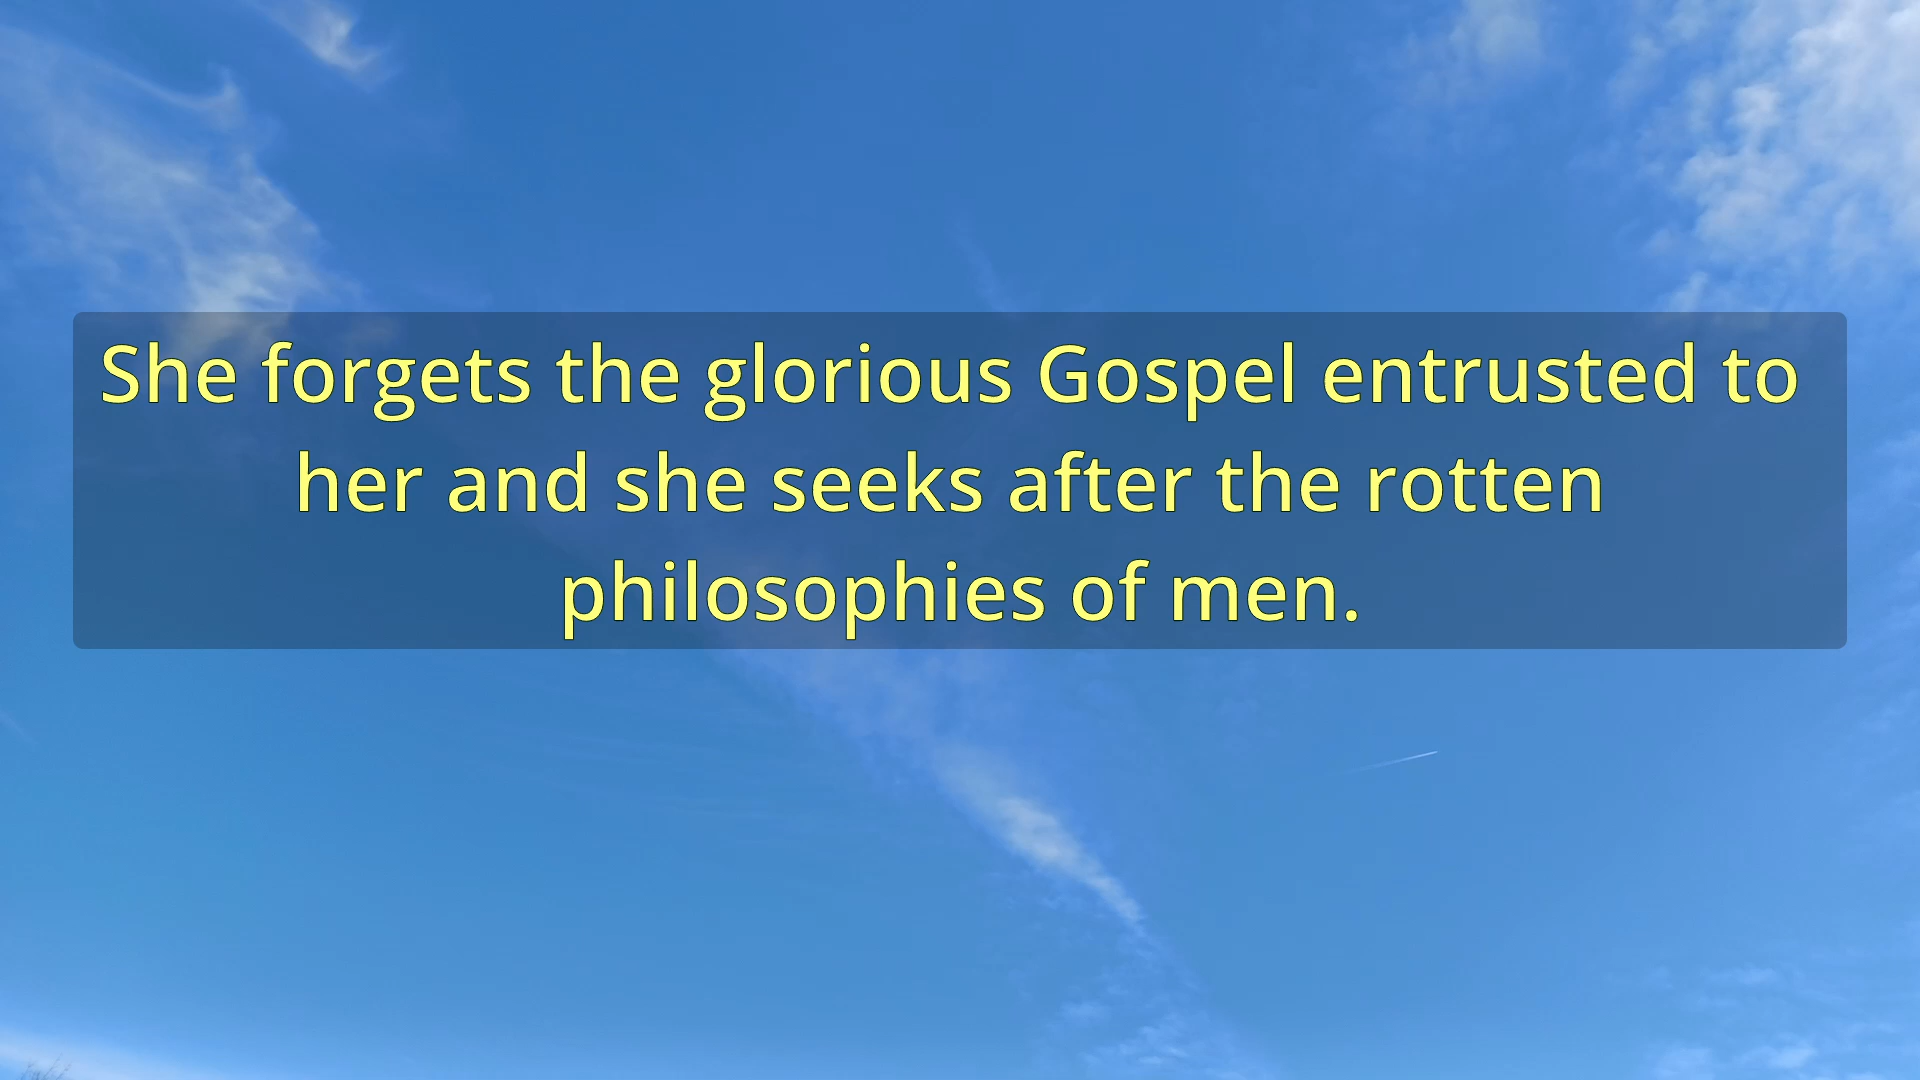 She forgets the glorious Gospel entrusted to
her and she seeks after the rotten
philosophies of men.